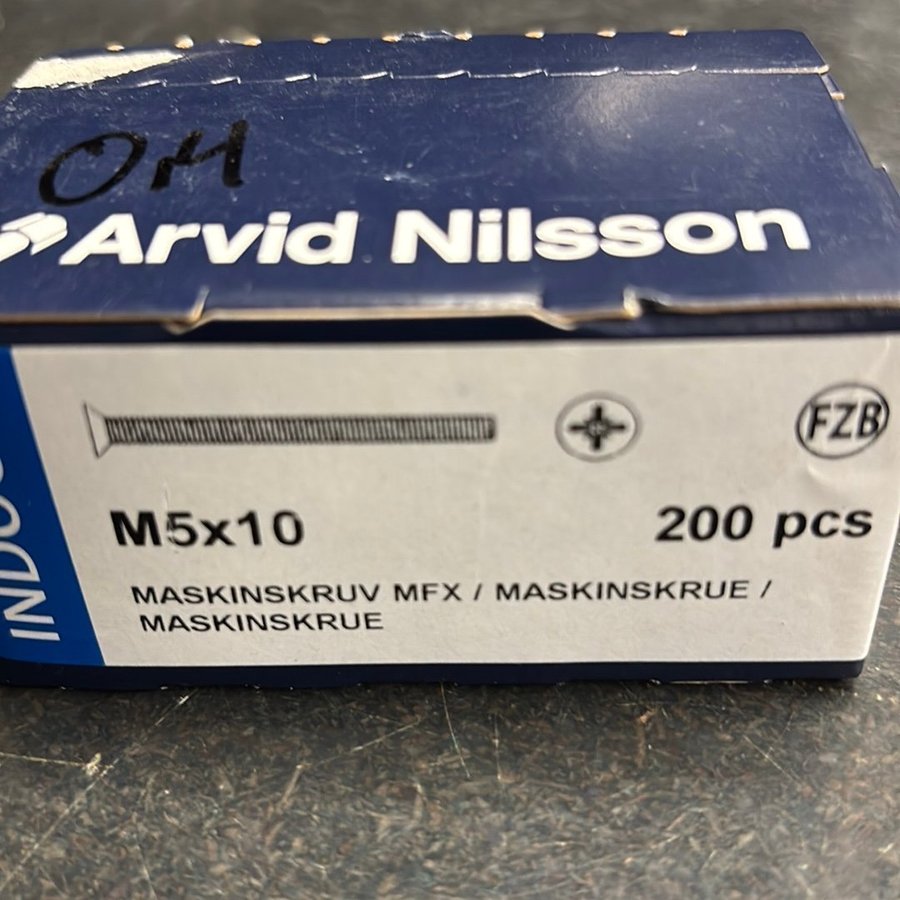 OH
Arvid Nilsson
FZB
M5x10
200 pcs
MASKINSKRUV MFX / MASKINSKRUE /
MASKINSKRUE